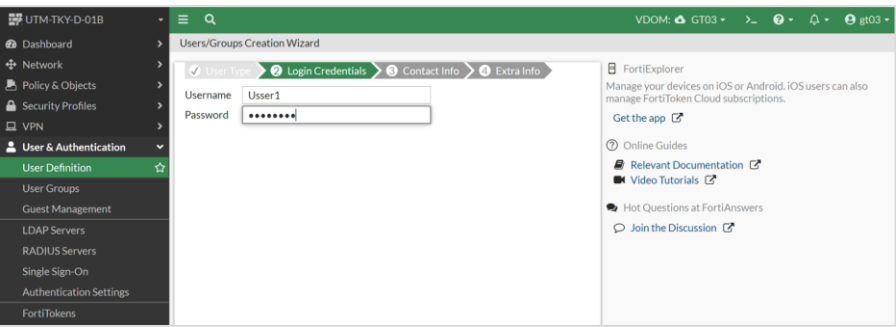 UTM-TKY-D-01B
VDOM: GT03
gt03
Dashboard
Network
Policy & Objects
Security Profiles
VPN
User & Authentication
User Definition
User Groups
Guest Management
LDAP Servers
RADIUS Servers
Single Sign-On
Authentication Settings
FortiTokens
Users/Groups Creation Wizard
User Type
2 Login Credentials
3 Contact Info
4 Extra Info
Username Usser1
Password ••••••••
FortiExplorer
Manage your devices on iOS or Android. iOS users can also
manage FortiToken Cloud subscriptions.
Get the app
Online Guides
Relevant Documentation
Video Tutorials
Hot Questions at FortiAnswers
Join the Discussion